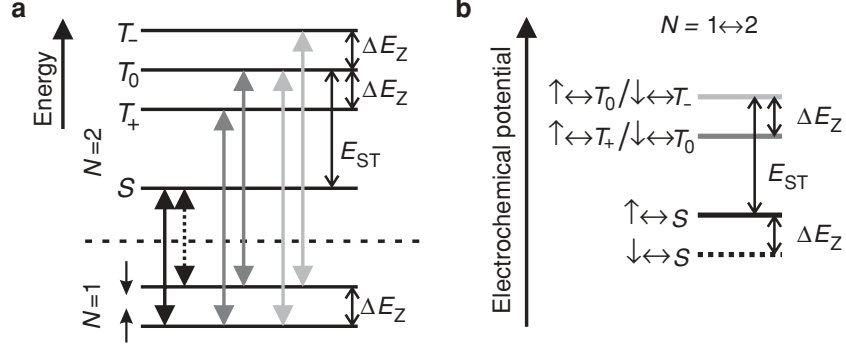 a
Energy
N=2
T₋
T₀
T₊
S
ΔE_Z
ΔE_Z
E_ST
N=1
↓
↑
ΔE_Z
b
N = 1↔2
Electrochemical potential
↑↔T₀/↓↔T₋
↑↔T₊/↓↔T₀
ΔE_Z
E_ST
↑↔S
↓↔S
ΔE_Z